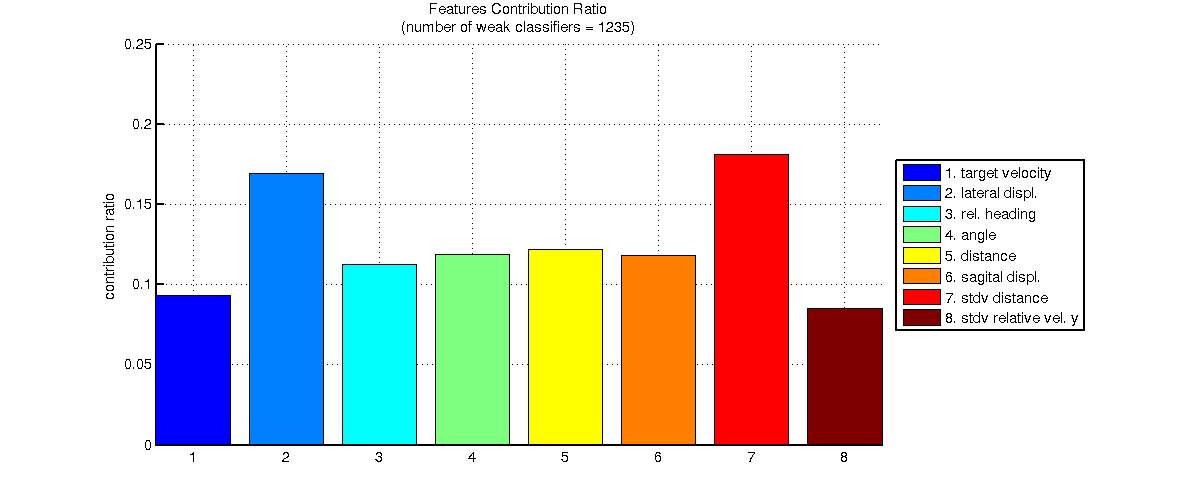 Features Contribution Ratio
(number of weak classifiers = 1235)
contribution ratio
0.25
0.2
0.15
0.1
0.05
0
1 2 3 4 5 6 7 8
1. target velocity
2. lateral displ.
3. rel. heading
4. angle
5. distance
6. sagital displ.
7. stdv distance
8. stdv relative vel. y